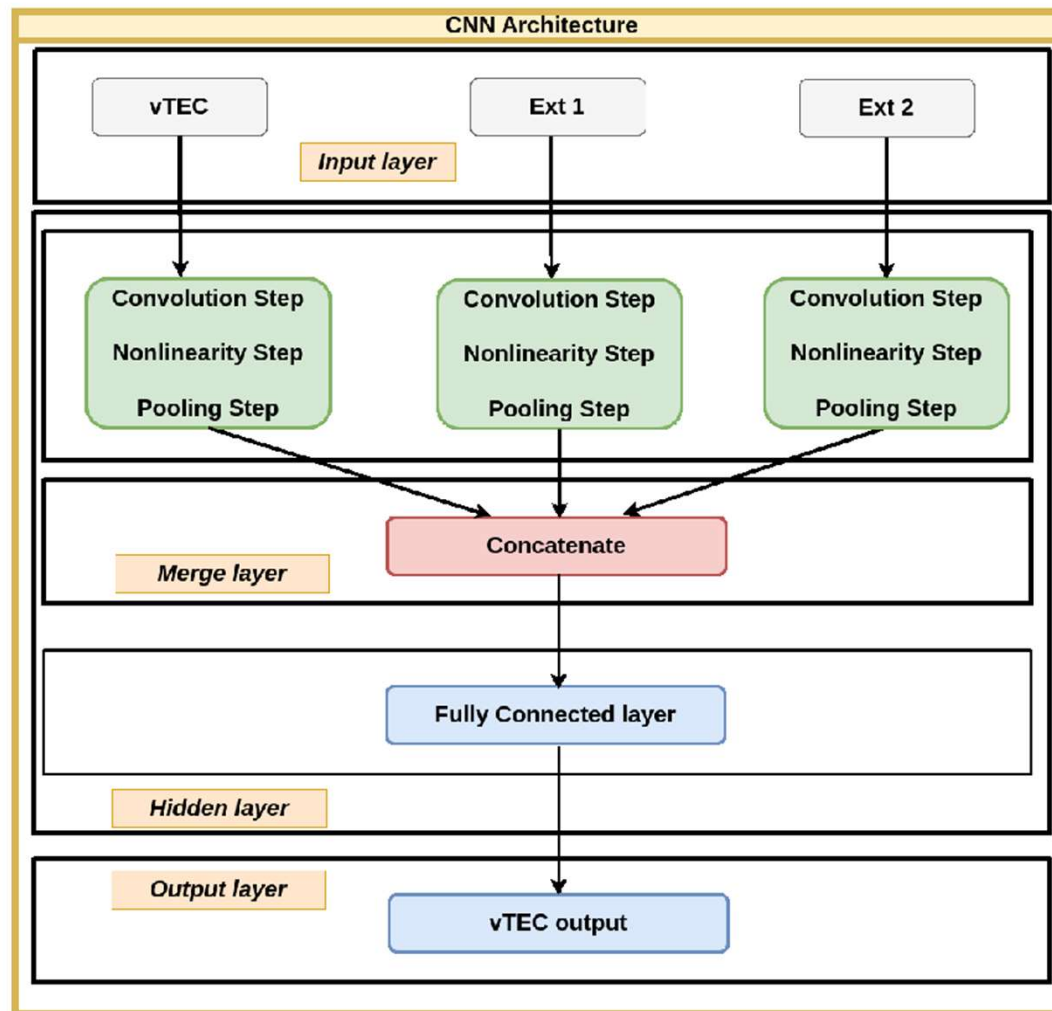 CNN Architecture
vTEC
Ext 1
Ext 2
Input layer
Convolution Step
Nonlinearity Step
Pooling Step
Convolution Step
Nonlinearity Step
Pooling Step
Convolution Step
Nonlinearity Step
Pooling Step
Concatenate
Merge layer
Fully Connected layer
Hidden layer
Output layer
vTEC output